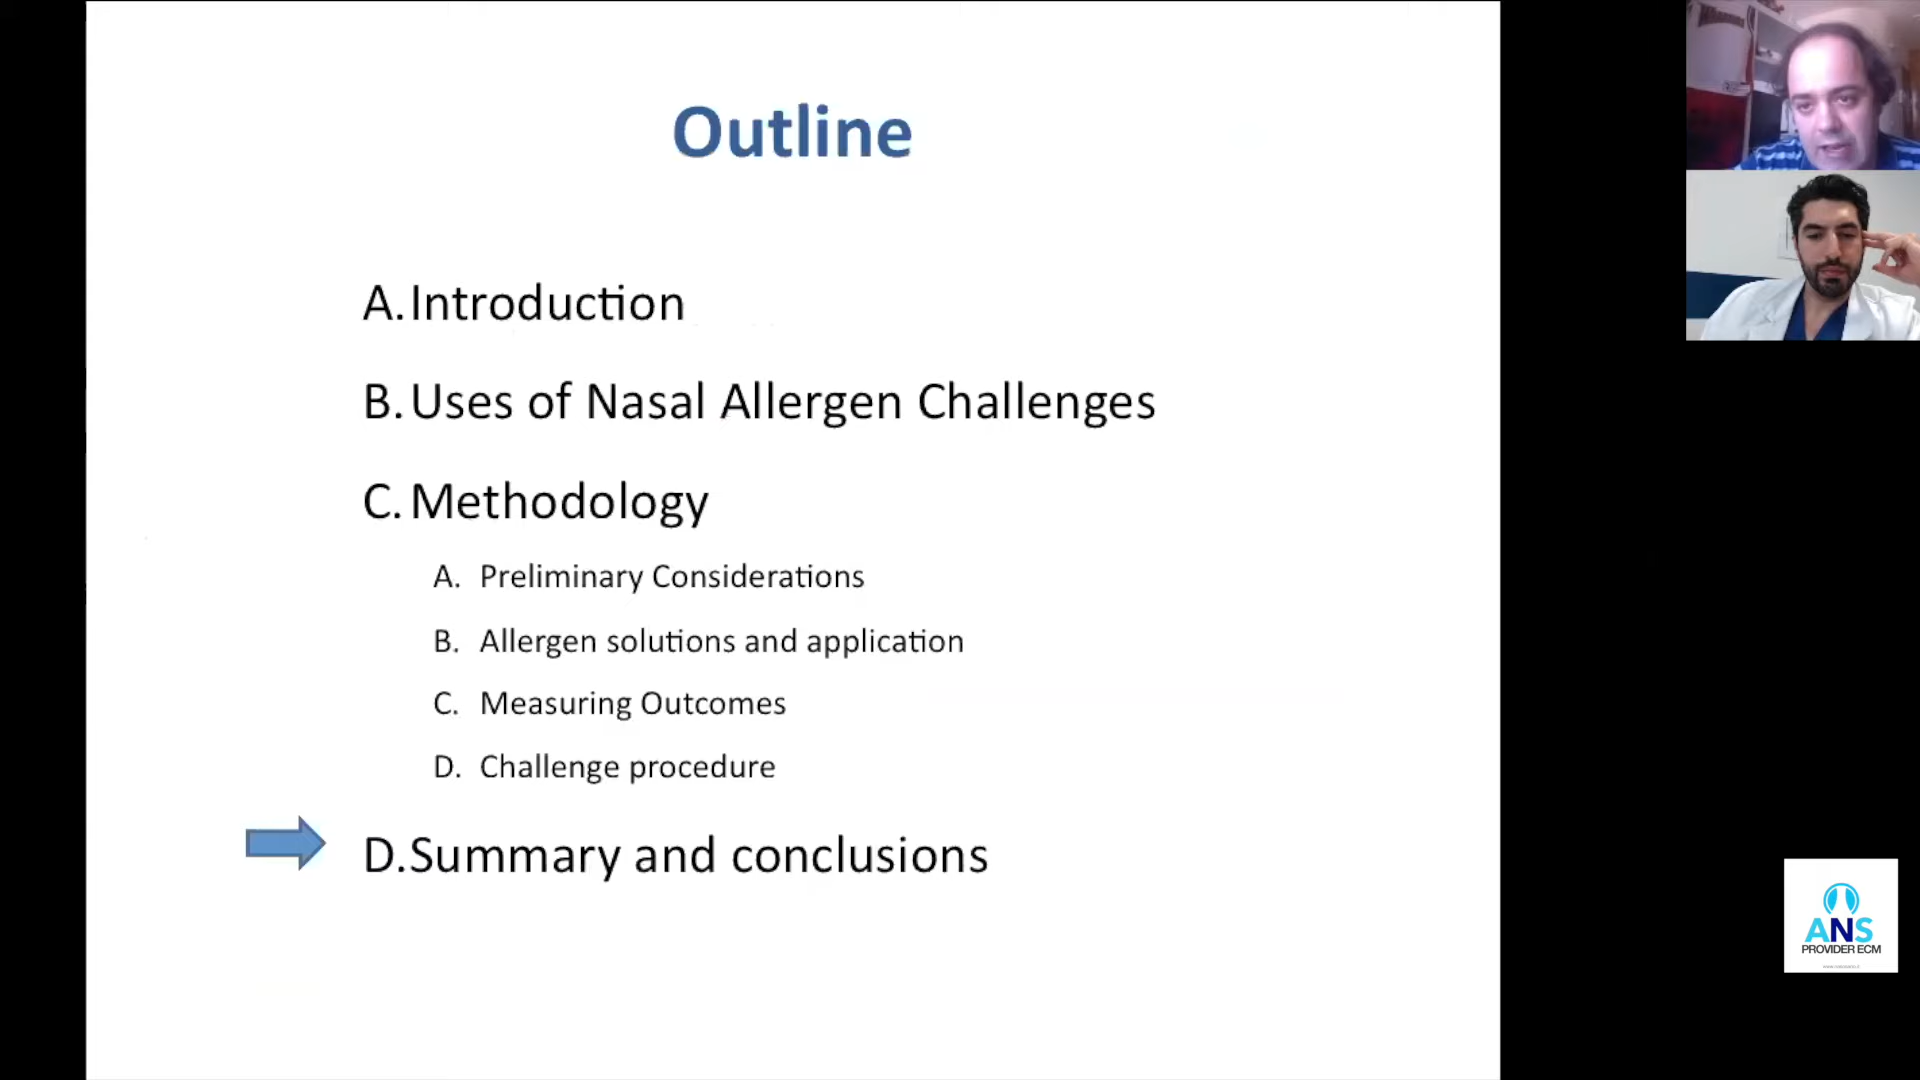 Outline
A. Introduction
B. Uses of Nasal Allergen Challenges
C. Methodology
A. Preliminary Considerations
B. Allergen solutions and application
C. Measuring Outcomes
D. Challenge procedure
D. Summary and conclusions
ANS
PROVIDER ECM